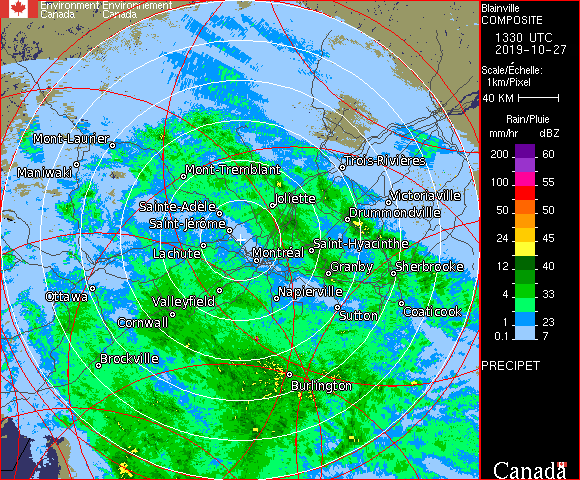 Environment Environnement
Canada Canada
Blainville
COMPOSITE
1330 UTC
2019-10-27
Scale/Échelle:
1km/Pixel
40 KM
Rain/Pluie
mm/hr dBZ
200 60
100 55
50 50
24 45
12 40
4 33
1 23
0.1 7
PRECIPET
Canada
Mont-Laurier
Maniwaki
Trois-Rivières
Mont-Tremblant
Victoriaville
Sainte-Adèle
Joliette
Drummondville
Saint-Jérôme
Saint-Hyacinthe
Lachute
Montréal
Granby
Sherbrooke
Ottawa
Valleyfield
Napierville
Coaticook
Cornwall
Sutton
Brockville
Burlington